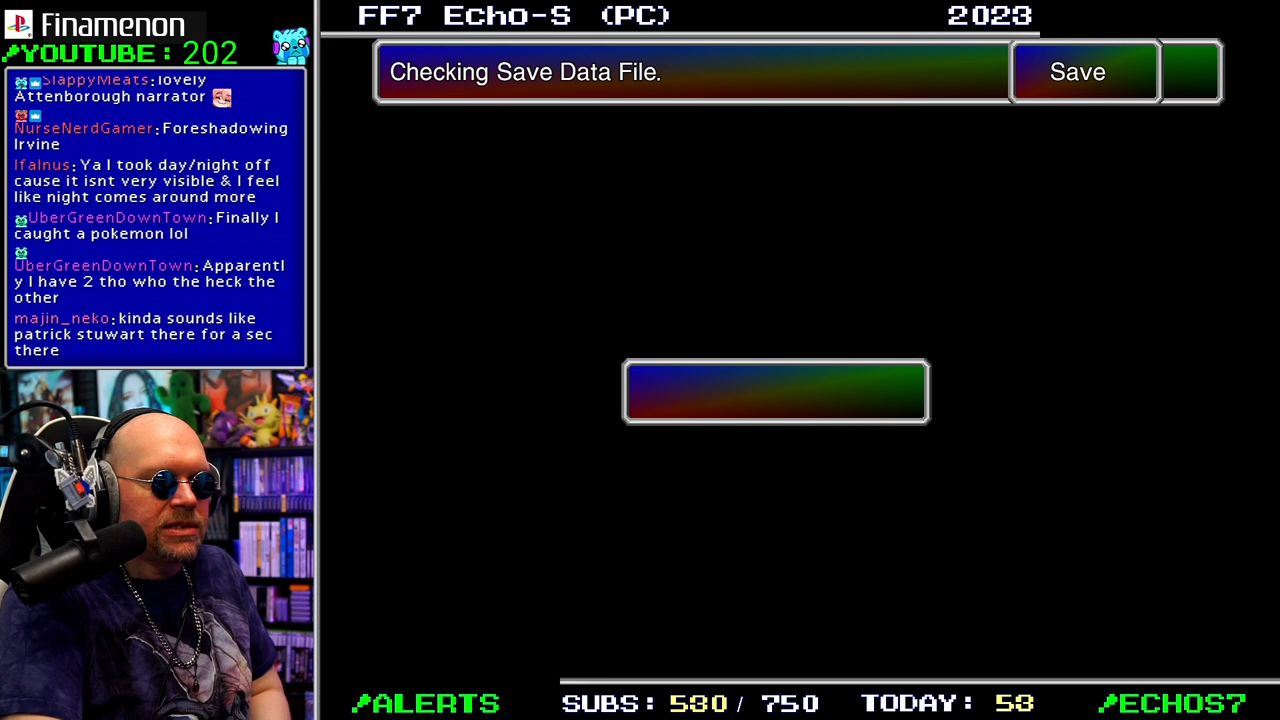 Finamenon
/YOUTUBE: 202
SlappyMeats: lovely
Attenborough narrator
NurseNerdGamer: Foreshadowing
Irvine
Ifalnus: Ya I took day/night off
cause it isnt very visible & I feel
like night comes around more
UberGreenDownTown: Finally I
caught a pokemon lol
UberGreenDownTown: Apparentl
y I have 2 tho who the heck the
other
majin_neko: kinda sounds like
patrick stuwart there for a sec
there
FF7 Echo-S (PC) 2023
Checking Save Data File.
Save
/ALERTS SUBS: 530/ 750 TODAY: 53 /ECHOS7